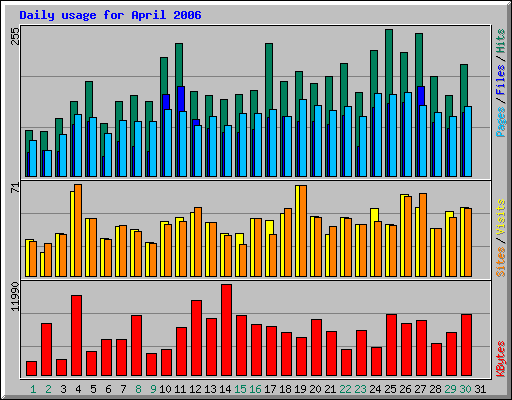 Daily usage for April 2006
255
Pages / Files / Hits
71
Sites / Visits
11990
KBytes
1 2 3 4 5 6 7 8 9 10 11 12 13 14 15 16 17 18 19 20 21 22 23 24 25 26 27 28 29 30 31